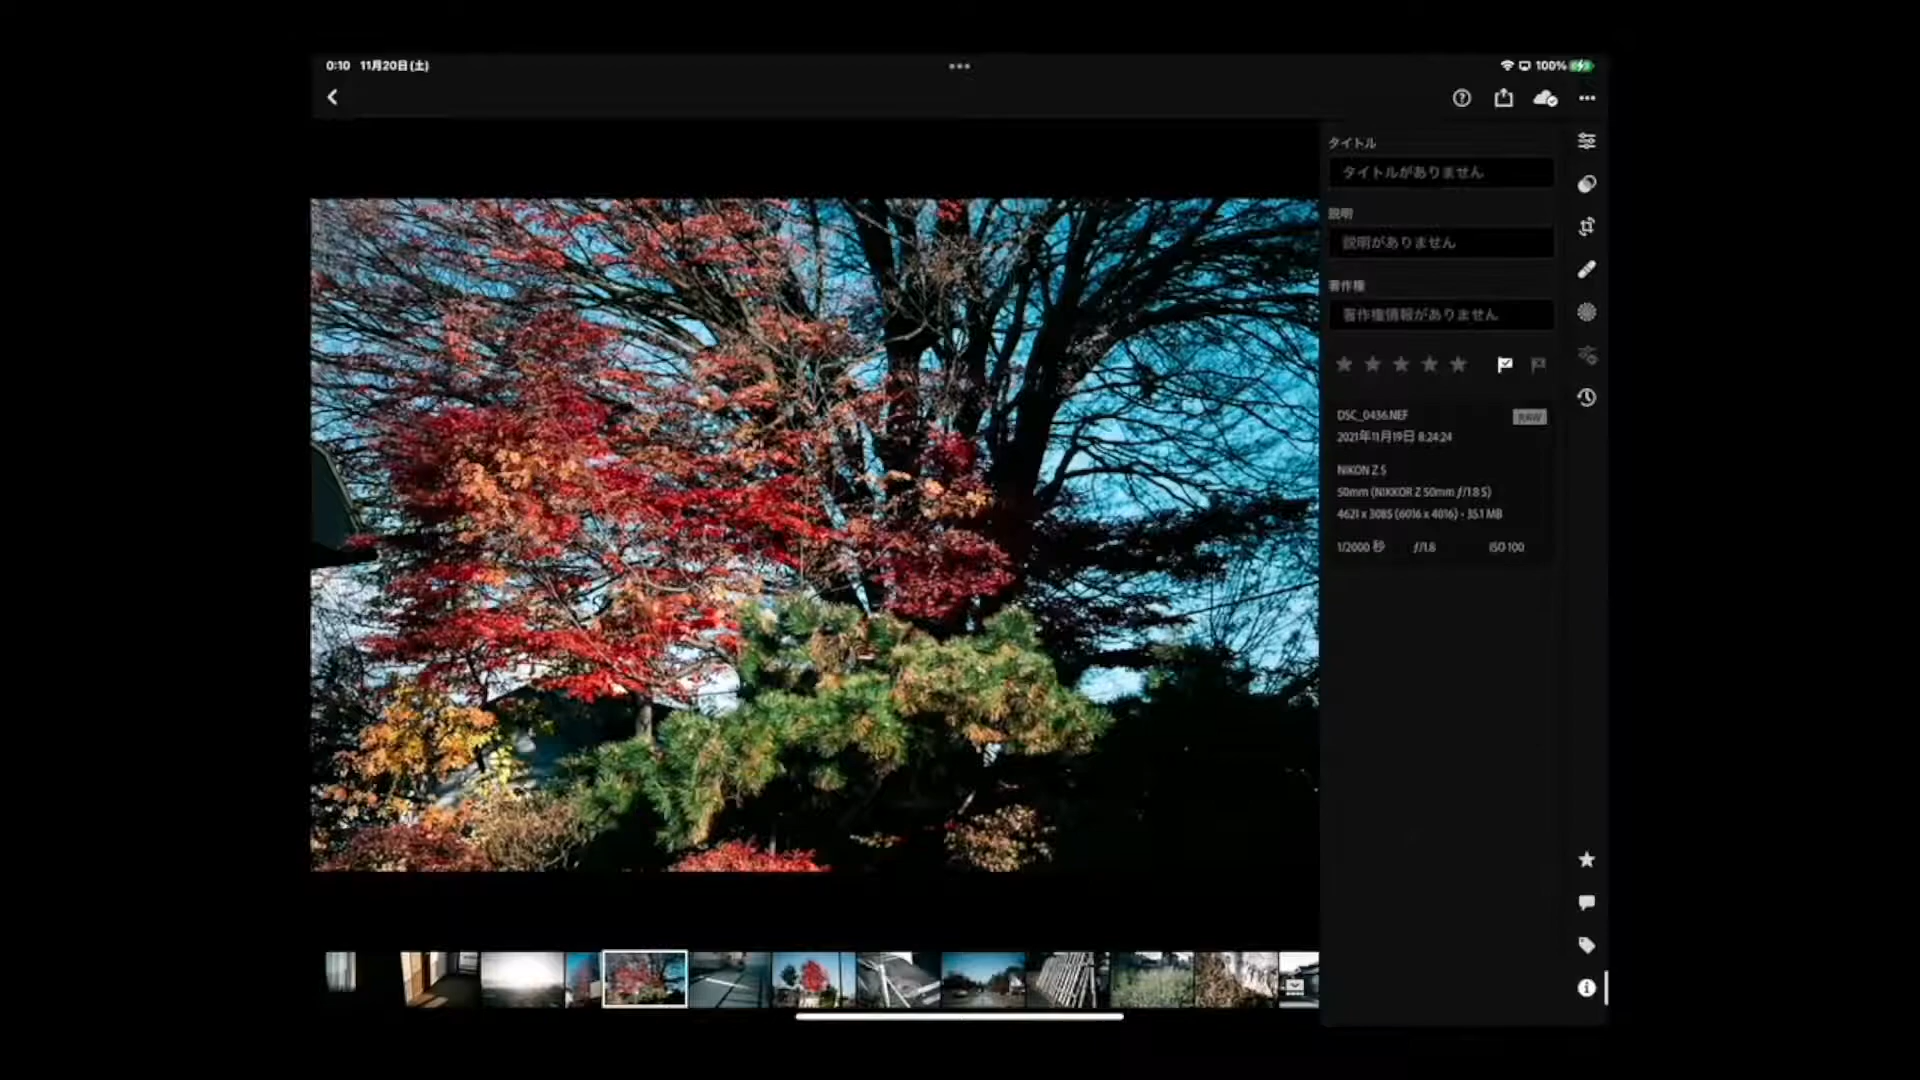 0:10 11月20日(土)
100%
タイトル
タイトルがありません
説明
説明がありません
著作権
著作権情報がありません
DSC_0436.NEF
RAW
2021年11月19日 8:24:24
NIKON Z 5
50mm (NIKKOR Z 50mm ƒ/1.8 S)
4621 x 3085 (6016 x 4016) - 35.1 MB
1/2000 秒 ƒ/1.8 ISO 100